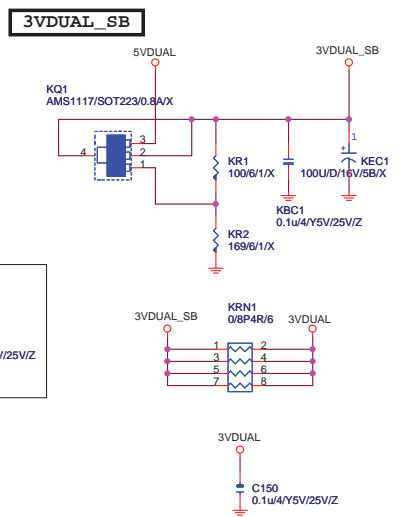 3VDUAL_SB
5VDUAL
3VDUAL_SB
KQ1
AMS1117/SOT223/0.8A/X
1
+
4
3
2
1
KR1
100/6/1/X
KEC1
100U/D/16V/5B/X
KBC1
0.1u/4/Y5V/25V/Z
KR2
169/6/1/X
KRN1
0/8P4R/6
3VDUAL_SB
3VDUAL
1 2
3 4
5 6
7 8
V/25V/Z
3VDUAL
C150
0.1u/4/Y5V/25V/Z